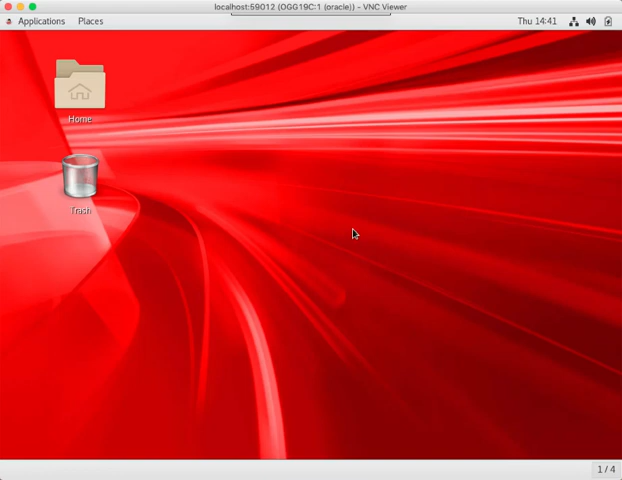 localhost:59012 (OGG19C:1 (oracle)) - VNC Viewer
Applications Places Thu 14:41
Home
Trash
1 / 4